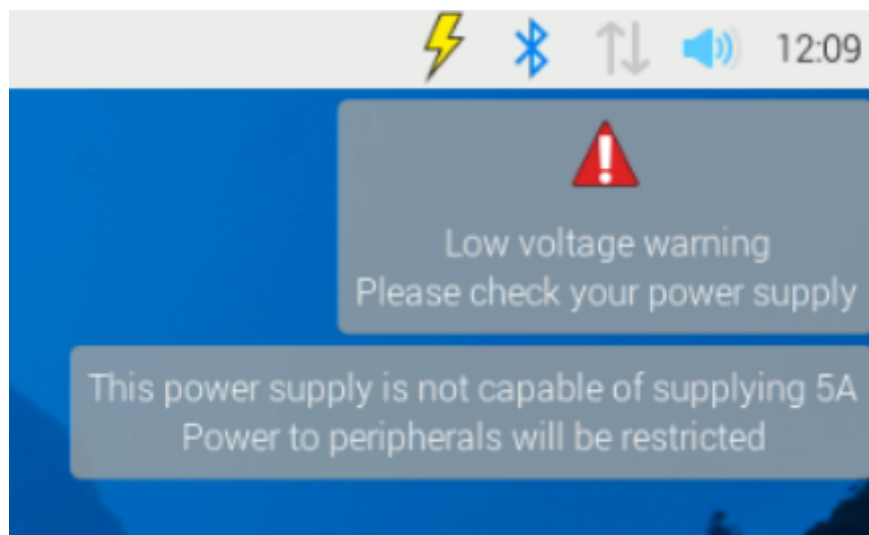 12:09
Low voltage warning
Please check your power supply
This power supply is not capable of supplying 5A
Power to peripherals will be restricted